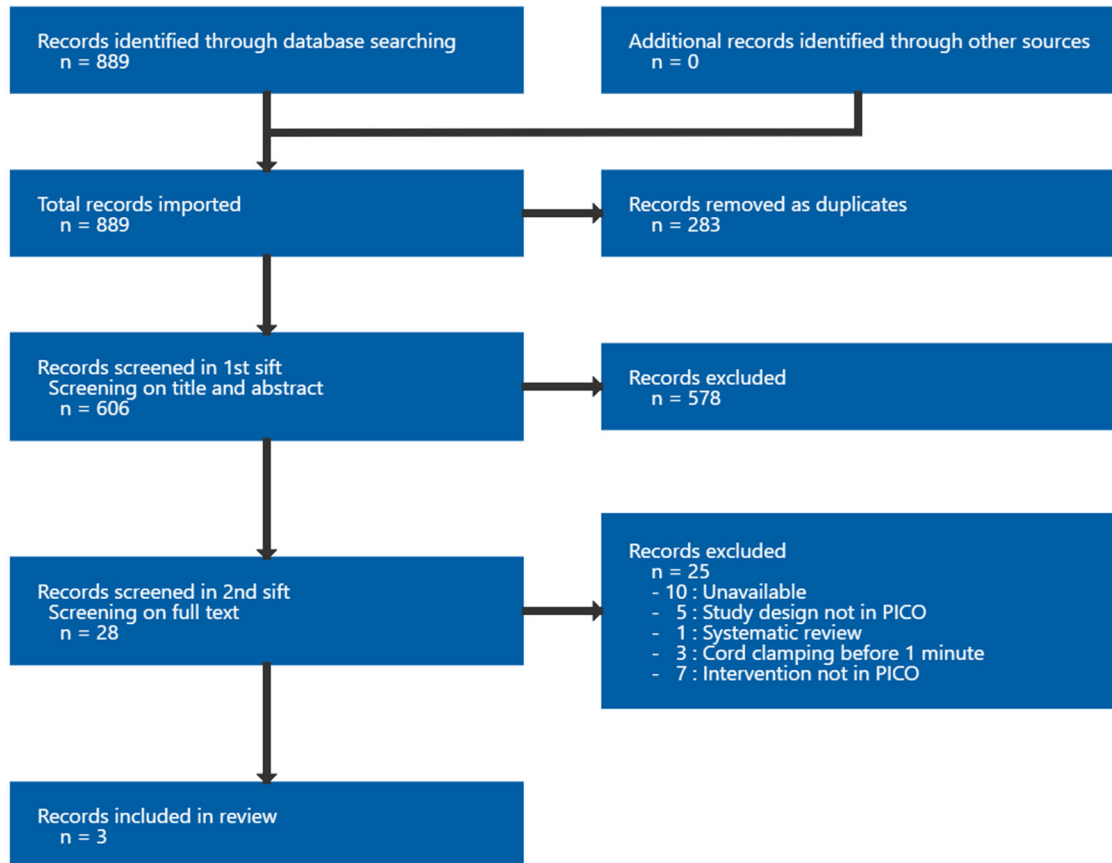 Records identified through database searching
n = 889
Additional records identified through other sources
n = 0
Total records imported
n = 889
Records removed as duplicates
n = 283
Records screened in 1st sift
Screening on title and abstract
n = 606
Records excluded
n = 578
Records screened in 2nd sift
Screening on full text
n = 28
Records excluded
n = 25
- 10 : Unavailable
- 5 : Study design not in PICO
- 1 : Systematic review
- 3 : Cord clamping before 1 minute
- 7 : Intervention not in PICO
Records included in review
n = 3